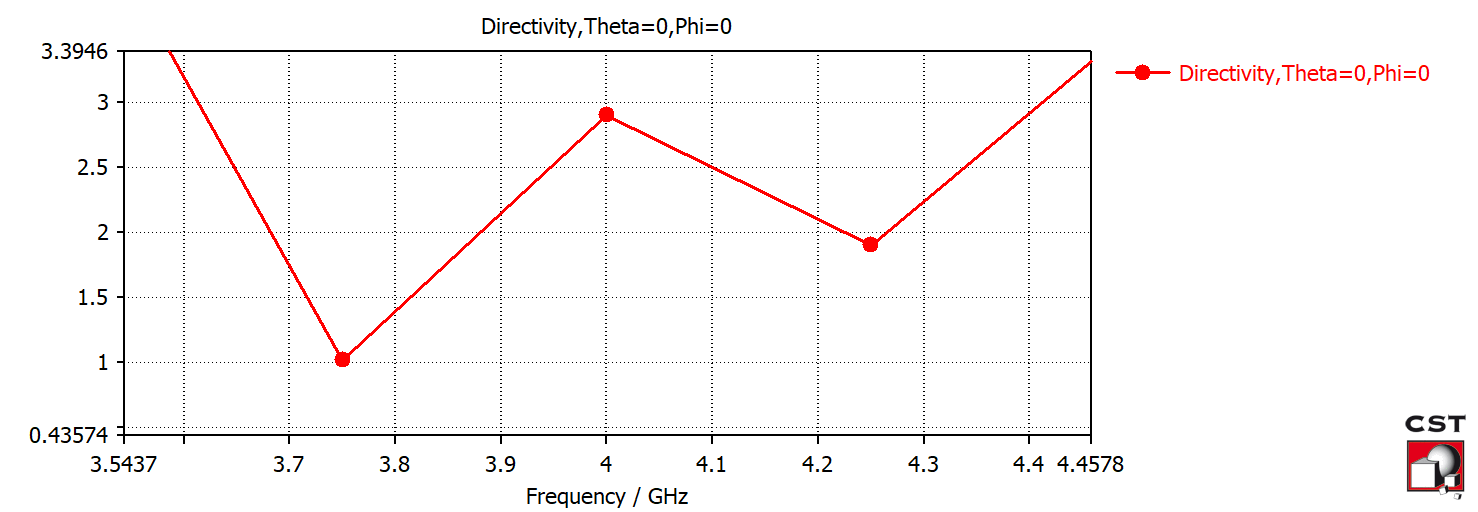 Directivity,Theta=0,Phi=0
3.3946
3
2.5
2
1.5
1
0.43574
3.5437 3.7 3.8 3.9 4 4.1 4.2 4.3 4.4 4.4578
Frequency / GHz
Directivity,Theta=0,Phi=0
CST